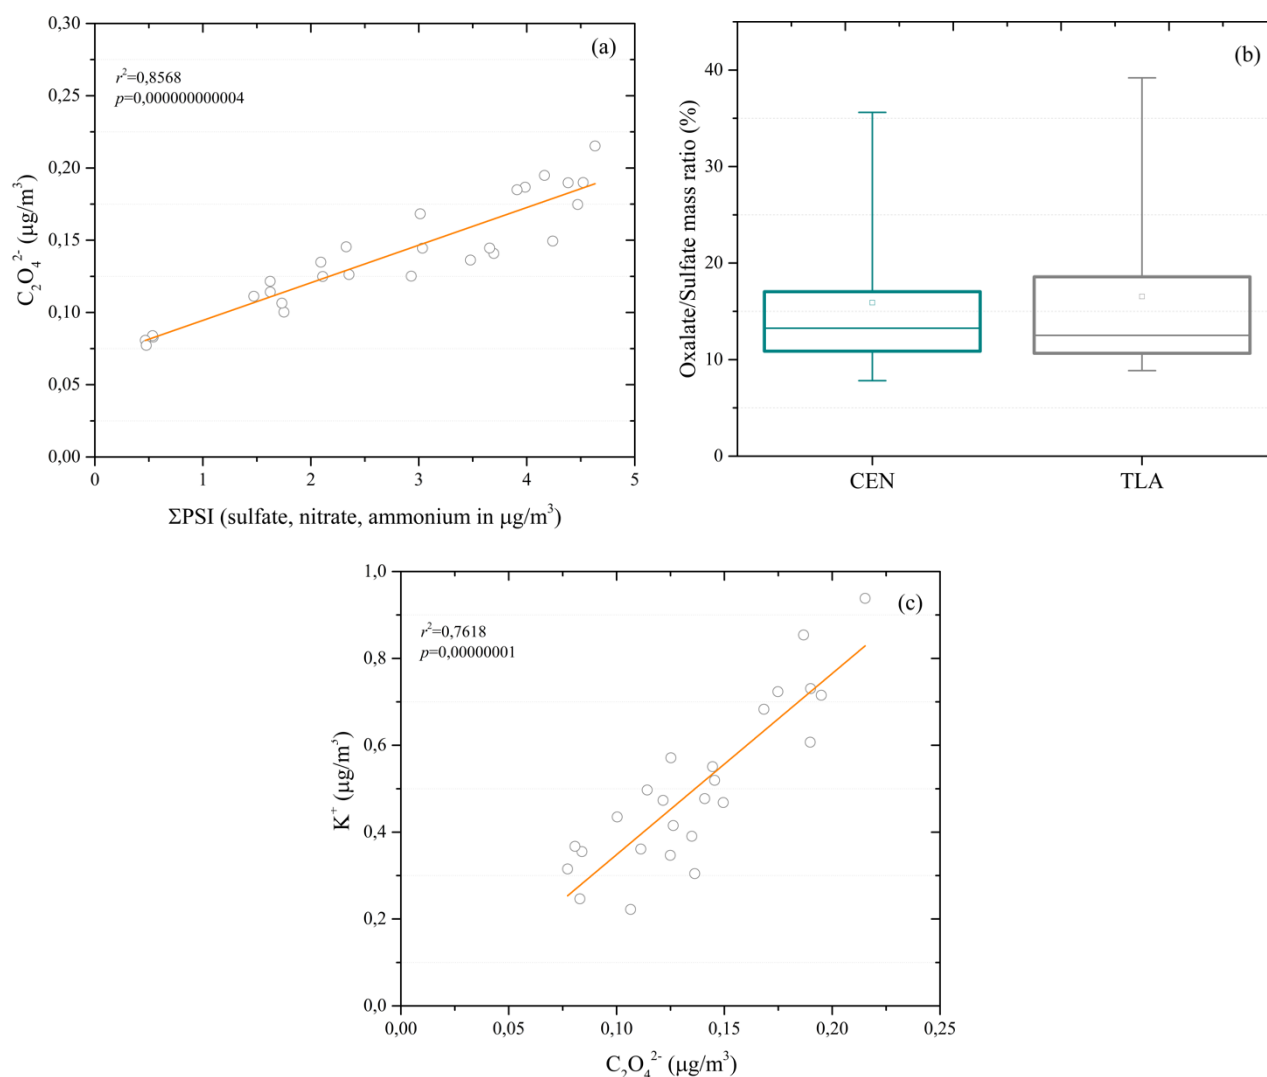 (a)
r²=0,8568
p=0,000000000004
0,30
0,25
0,20
0,15
0,10
0,05
0,00
C₂O₄²⁻ (μg/m³)
0 1 2 3 4 5
ΣPSI (sulfate, nitrate, ammonium in μg/m³)
(b)
40
30
20
10
0
Oxalate/Sulfate mass ratio (%)
CEN TLA
(c)
r²=0,7618
p=0,00000001
1,0
0,8
0,6
0,4
0,2
0,0
K⁺ (μg/m³)
0,00 0,05 0,10 0,15 0,20 0,25
C₂O₄²⁻ (μg/m³)